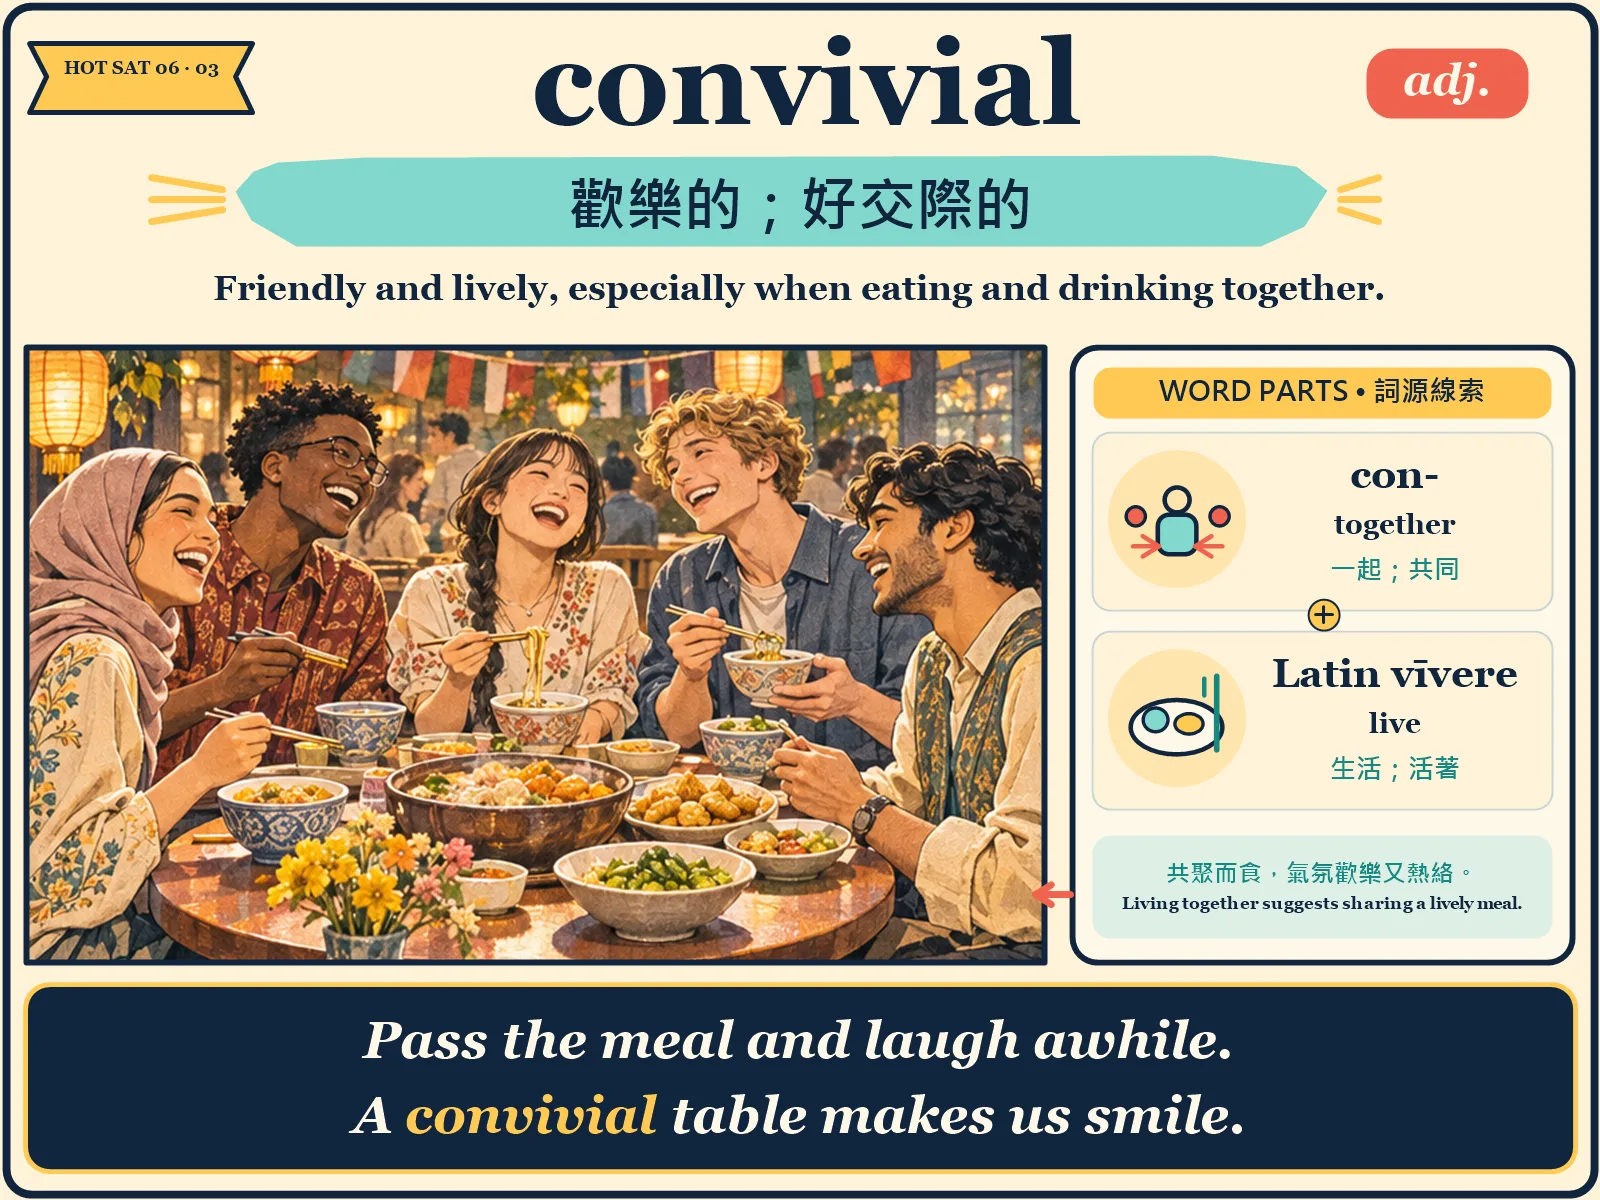 HOT SAT 06 · 03
convivial
adj.
歡樂的；好交際的
Friendly and lively, especially when eating and drinking together.
WORD PARTS • 詞源線索
con-
together
一起；共同
+
Latin vīvere
live
生活；活著
共聚而食，氣氛歡樂又熱絡。
Living together suggests sharing a lively meal.
Pass the meal and laugh awhile.
A convivial table makes us smile.